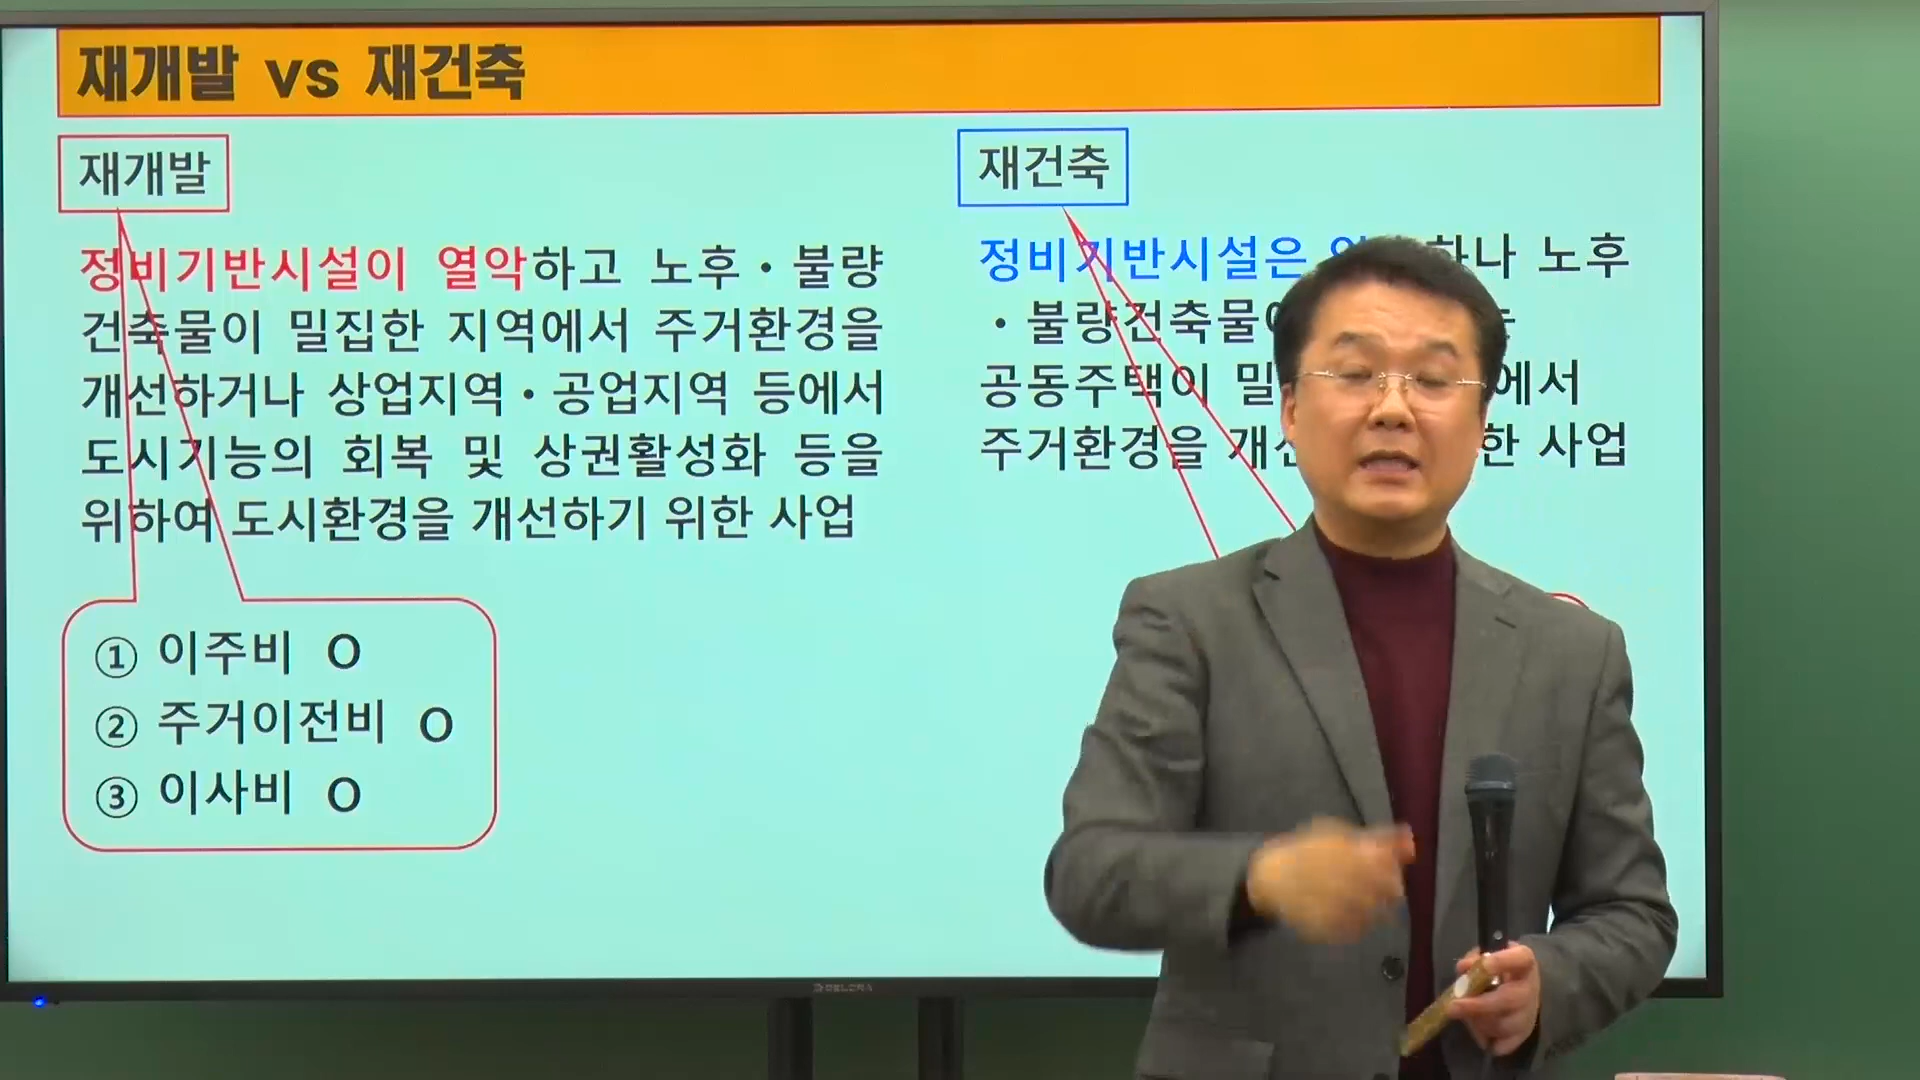 재개발 vs 재건축
재개발
정비기반시설이 열악하고 노후·불량
건축물이 밀집한 지역에서 주거환경을
개선하거나 상업지역·공업지역 등에서
도시기능의 회복 및 상권활성화 등을
위하여 도시환경을 개선하기 위한 사업
① 이주비 O
② 주거이전비 O
③ 이사비 O
재건축
정비기반시설은 하나 노후
·불량건축물에
공동주택이 밀 에서
주거환경을 개선 한 사업